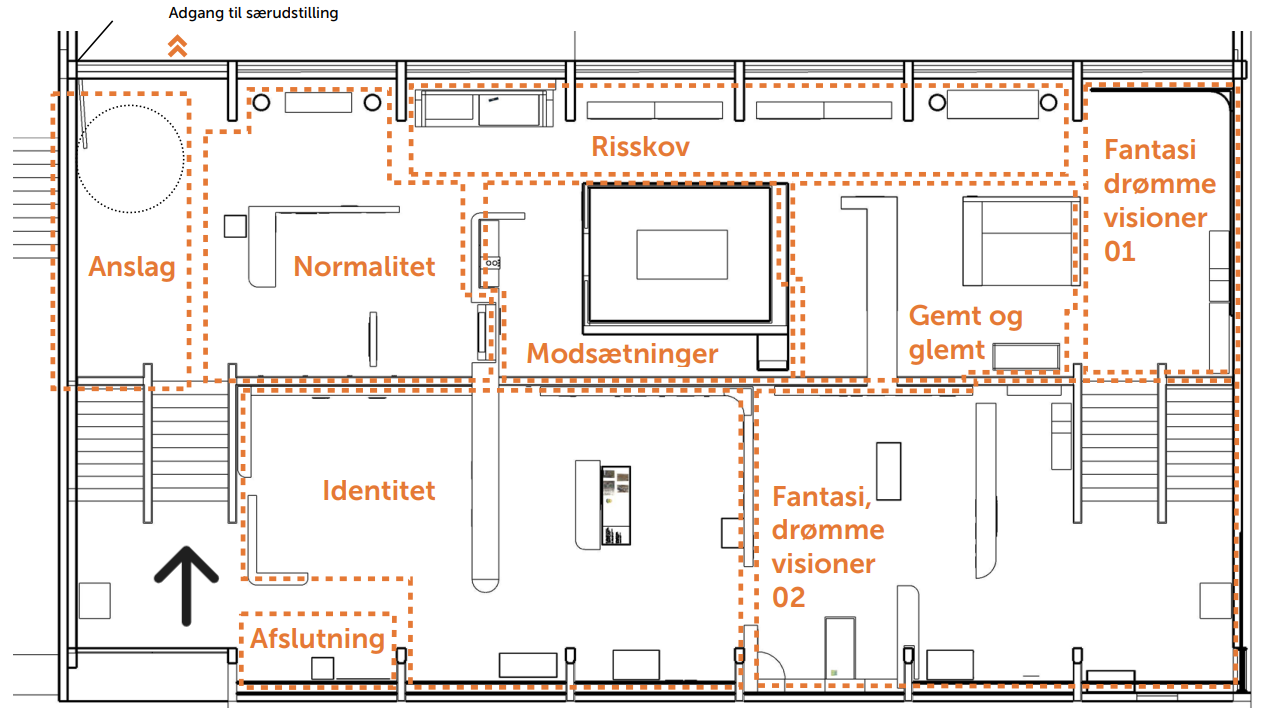 Adgang til særudstilling
Risskov
Fantasi
drømme
visioner
01
Anslag
Normalitet
Modsætninger
Gemt og
glemt
Identitet
Fantasi,
drømme
visioner
02
Afslutning